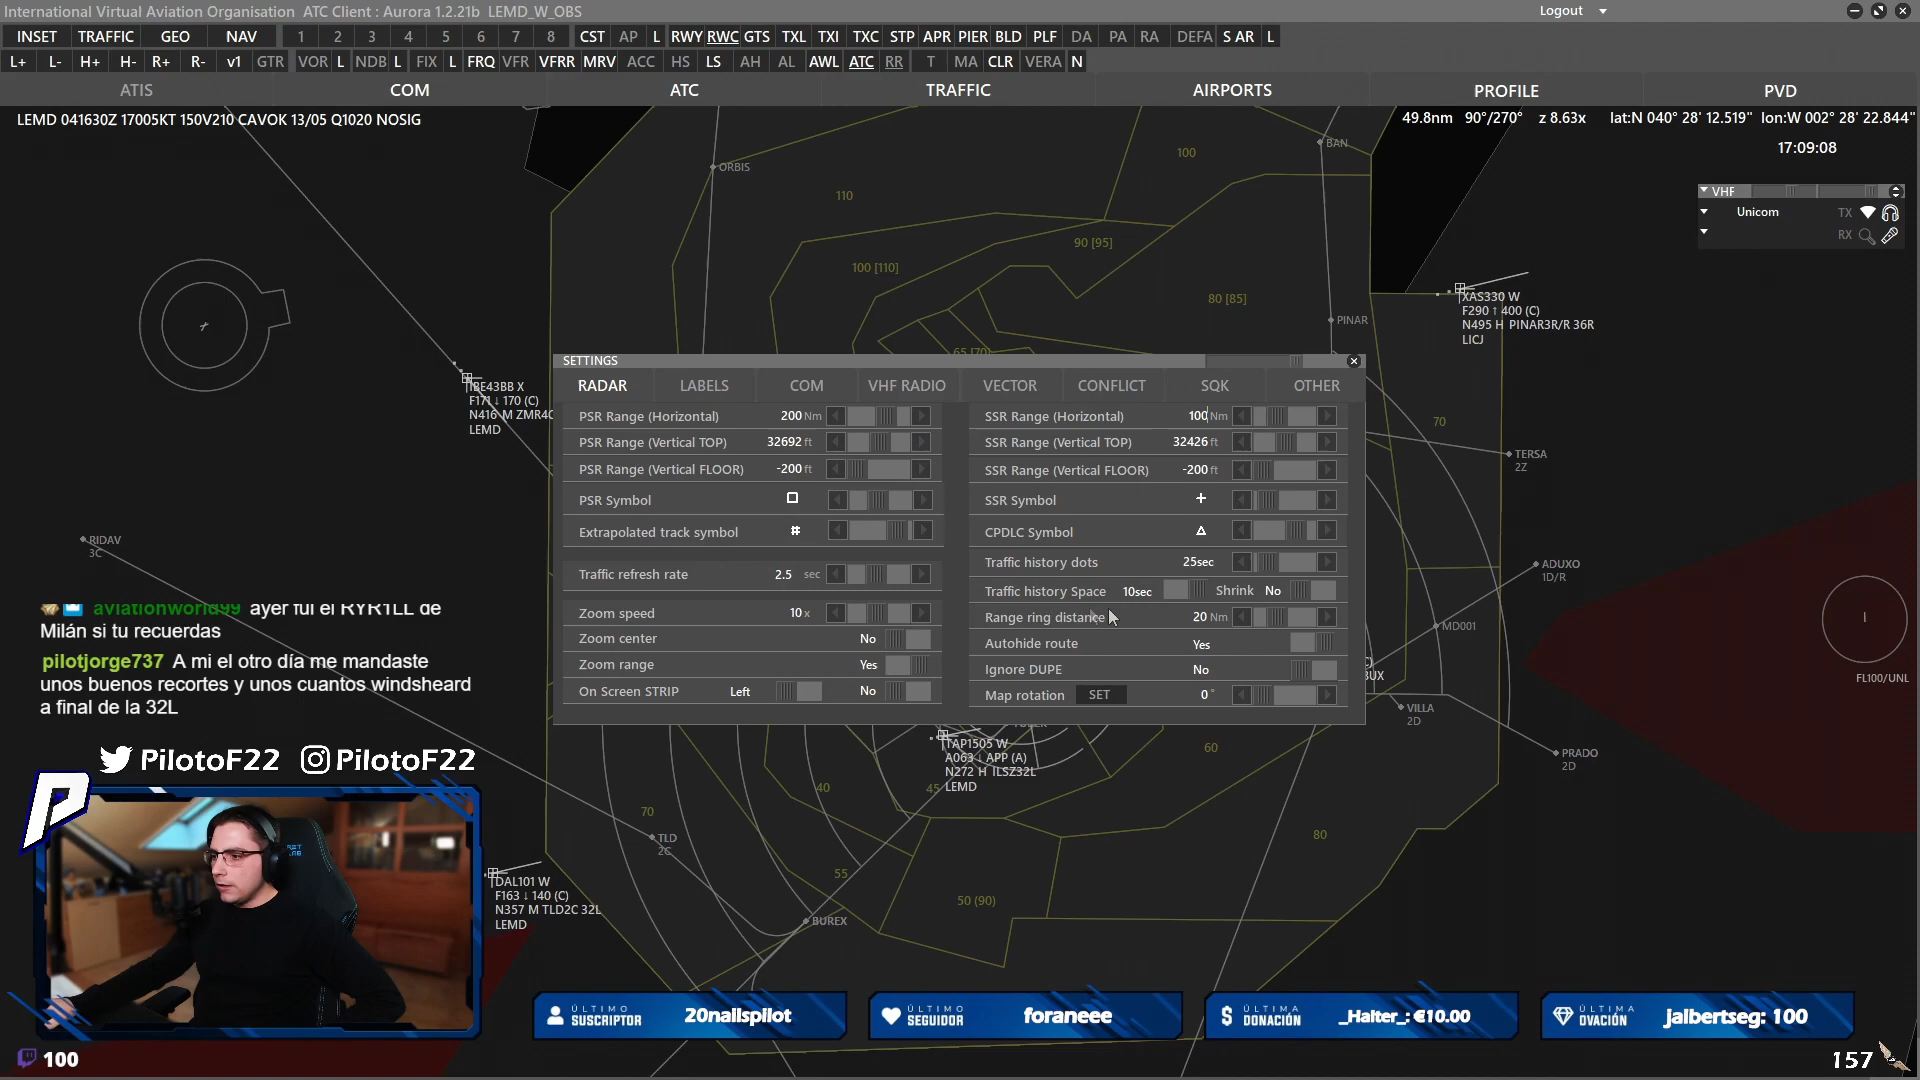 International Virtual Aviation Organisation ATC Client : Aurora 1.2.21b LEMD_W_OBS
Logout
INSET TRAFFIC GEO NAV 1 2 3 4 5 6 7 8 CST AP L RWY RWC GTS TXL TXI TXC STP APR PIER BLD PLF DA PA RA DEFA S AR L
L+ L- H+ H- R+ R- v1 GTR VOR L NDB L FIX L FRQ VFR VFRR MRV ACC HS LS AH AL AWL ATC RR T MA CLR VERA N
ATIS COM ATC TRAFFIC AIRPORTS PROFILE PVD
LEMD 041630Z 17005KT 150V210 CAVOK 13/05 Q1020 NOSIG
49.8nm 90°/270° z 8.63x lat:N 040° 28' 12.519" lon:W 002° 28' 22.844"
17:09:08
VHF
Unicom TX
RX
BAN
100
ORBIS
110
90 [95]
100 [110]
80 [85]
PINAR
65 [70]
XAS330 W
F290 ↑ 400 (C)
N495 H PINAR3R/R 36R
LICJ
IBE43BB X
F171 ↓ 170 (C)
N416 M ZMR4C
LEMD
SETTINGS
RADAR LABELS COM VHF RADIO VECTOR CONFLICT SQK OTHER
PSR Range (Horizontal) 200 Nm
PSR Range (Vertical TOP) 32692 ft
PSR Range (Vertical FLOOR) -200 ft
PSR Symbol
Extrapolated track symbol #
Traffic refresh rate 2.5 sec
Zoom speed 10 x
Zoom center No
Zoom range Yes
On Screen STRIP Left No
SSR Range (Horizontal) 100 Nm
SSR Range (Vertical TOP) 32426 ft
SSR Range (Vertical FLOOR) -200 ft
SSR Symbol +
CPDLC Symbol
Traffic history dots 25sec
Traffic history Space 10sec Shrink No
Range ring distance 20 Nm
Autohide route Yes
Ignore DUPE No
Map rotation SET 0 °
70
TERSA
2Z
ADUXO
1D/R
MD001
FL100/UNL
VILLA
2D
PRADO
2D
RIDAV
3C
aviationworld99 ayer fui el RYR1LL de
Milán si tu recuerdas
pilotjorge737 A mi el otro día me mandaste
unos buenos recortes y unos cuantos windsheard
a final de la 32L
PilotoF22 PilotoF22
P
TAP1505 W
A063 ↓ APP (A)
N272 H ILSZ32L
LEMD
60
40
45
70
80
TLD
2C
55
50 (90)
BUREX
DAL101 W
F163 ↓ 140 (C)
N357 M TLD2C 32L
LEMD
ÚLTIMO SUSCRIPTOR 20nailspilot
ÚLTIMO SEGUIDOR foraneee
ÚLTIMA DONACIÓN _Halter_: €10.00
ÚLTIMA OVACIÓN jalbertseg: 100
100
157